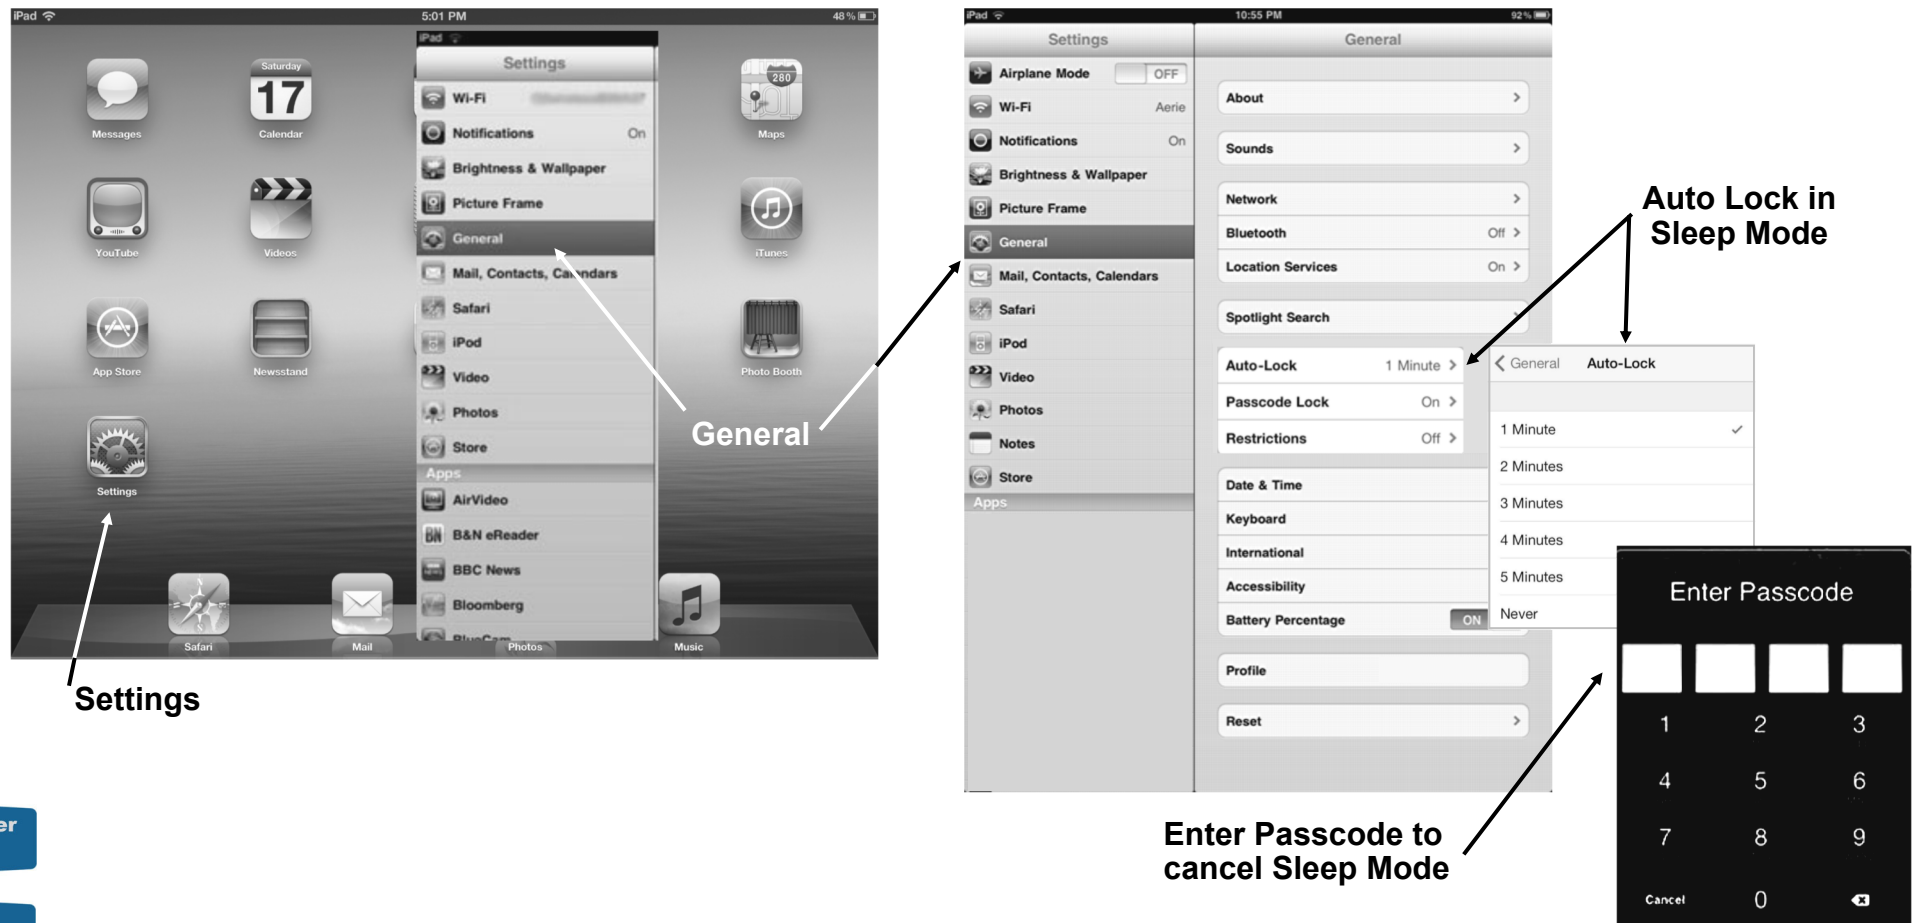 iPad
5:01 PM
48%
Messages
Saturday
17
Calendar
280
Maps
YouTube
Videos
iTunes
App Store
Newsstand
Photo Booth
Settings
Safari
Mail
Photos
Music
iPad
Settings
Wi-Fi
Notifications On
Brightness & Wallpaper
Picture Frame
General
Mail, Contacts, Calendars
Safari
iPod
Video
Photos
Store
Apps
AirVideo
BN B&N eReader
BBC News
Bloomberg
BlueCam
General
Settings
iPad
10:55 PM
92%
Settings
Airplane Mode OFF
Wi-Fi Aerie
Notifications On
Brightness & Wallpaper
Picture Frame
General
Mail, Contacts, Calendars
Safari
iPod
Video
Photos
Notes
Store
Apps
General
About
Sounds
Network
Bluetooth Off
Location Services On
Spotlight Search
Auto-Lock 1 Minute
Passcode Lock On
Restrictions Off
Date & Time
Keyboard
International
Accessibility
Battery Percentage ON
Profile
Reset
Auto Lock in
Sleep Mode
General Auto-Lock
1 Minute
2 Minutes
3 Minutes
4 Minutes
5 Minutes
Never
Enter Passcode
1 2 3
4 5 6
7 8 9
Cancel 0
Enter Passcode to
cancel Sleep Mode
er